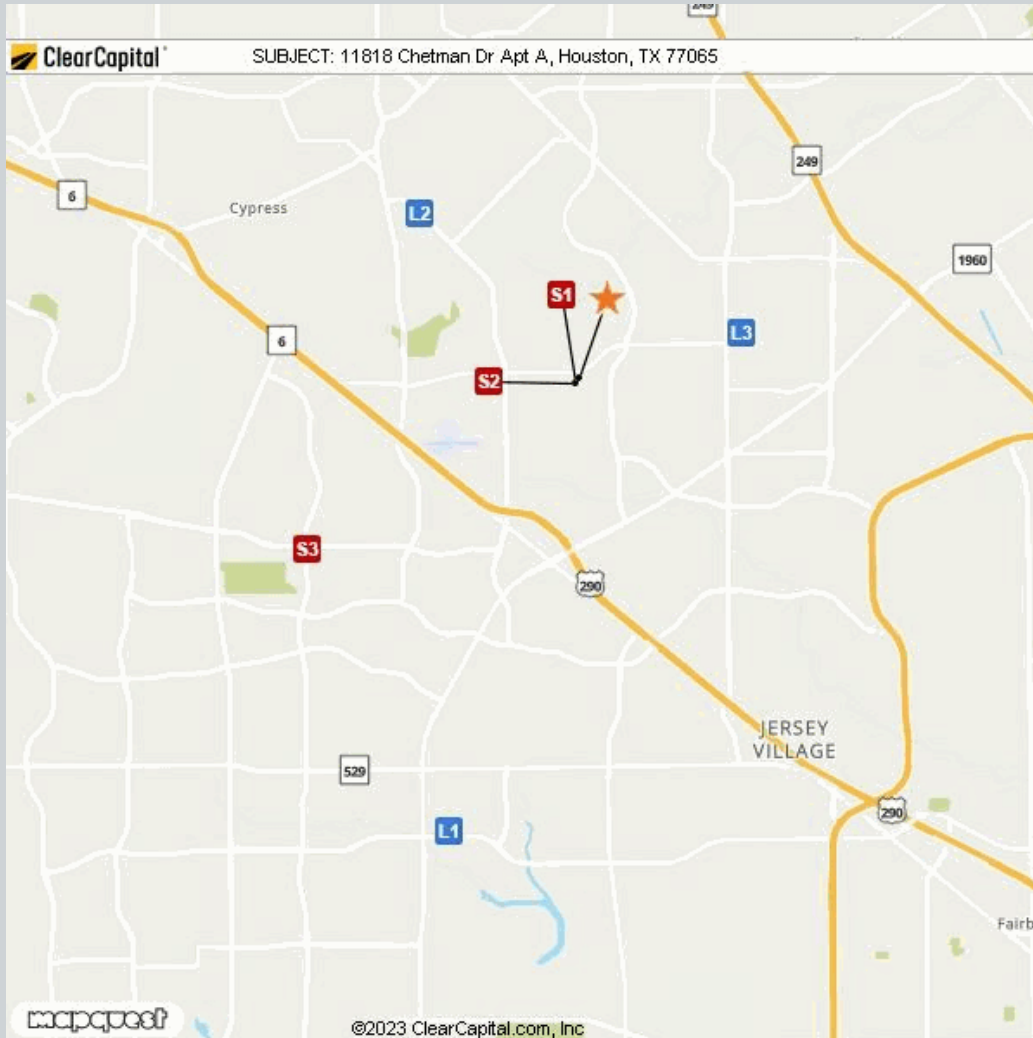 249
ClearCapital
SUBJECT: 11818 Chetman Dr Apt A, Houston, TX 77065
249
6
Cypress
L2
1960
S1
L3
6
S2
S3
290
JERSEY
VILLAGE
529
290
L1
Fairb
mapquest
©2023 ClearCapital.com, Inc